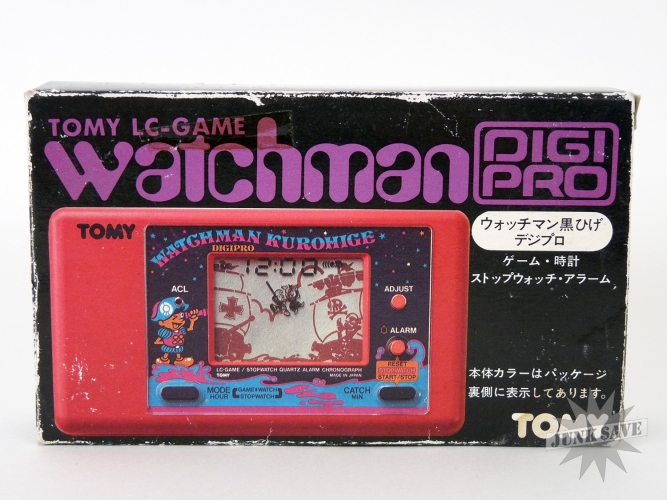 TOMY LC-GAME
watchman
DIGI
PRO
ウォッチマン黒ひげ
デジプロ
ゲーム・時計
ストップウォッチ・アラーム
TOMY
WATCHMAN KUROHIGE
DIGIPRO
12:02
ACL
ADJUST
ALARM
RESET
STOPWATCH
START/STOP
LC-GAME / STOPWATCH QUARTZ ALARM CHRONOGRAPH
TOMY
MADE IN JAPAN
MODE
HOUR
GAME WATCH
STOPWATCH
CATCH
MIN.
本体カラーはパッケージ
裏側に表示してあります。
TOMY
JUNK SAVE